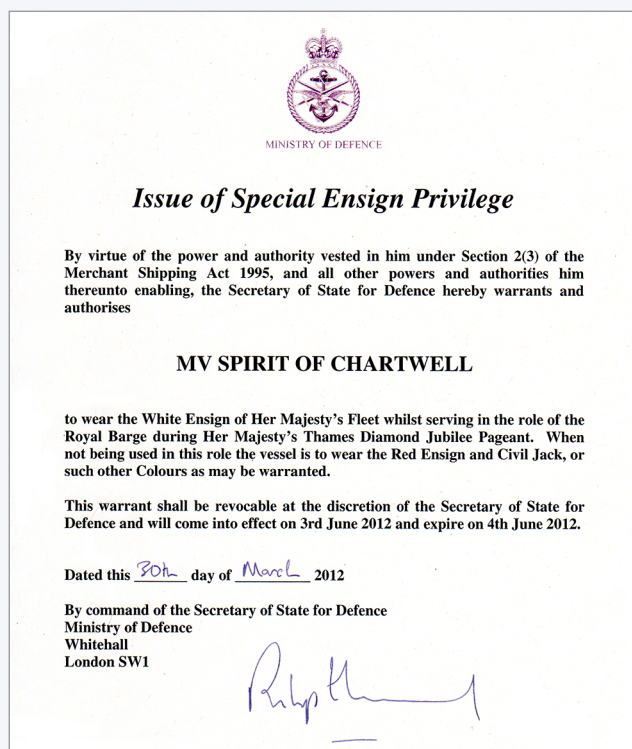 MINISTRY OF DEFENCE
Issue of Special Ensign Privilege
By virtue of the power and authority vested in him under Section 2(3) of the
Merchant Shipping Act 1995, and all other powers and authorities him
thereunto enabling, the Secretary of State for Defence hereby warrants and
authorises
MV SPIRIT OF CHARTWELL
to wear the White Ensign of Her Majesty's Fleet whilst serving in the role of the
Royal Barge during Her Majesty's Thames Diamond Jubilee Pageant. When
not being used in this role the vessel is to wear the Red Ensign and Civil Jack, or
such other Colours as may be warranted.
This warrant shall be revocable at the discretion of the Secretary of State for
Defence and will come into effect on 3rd June 2012 and expire on 4th June 2012.
Dated this 30th day of March 2012
By command of the Secretary of State for Defence
Ministry of Defence
Whitehall
London SW1